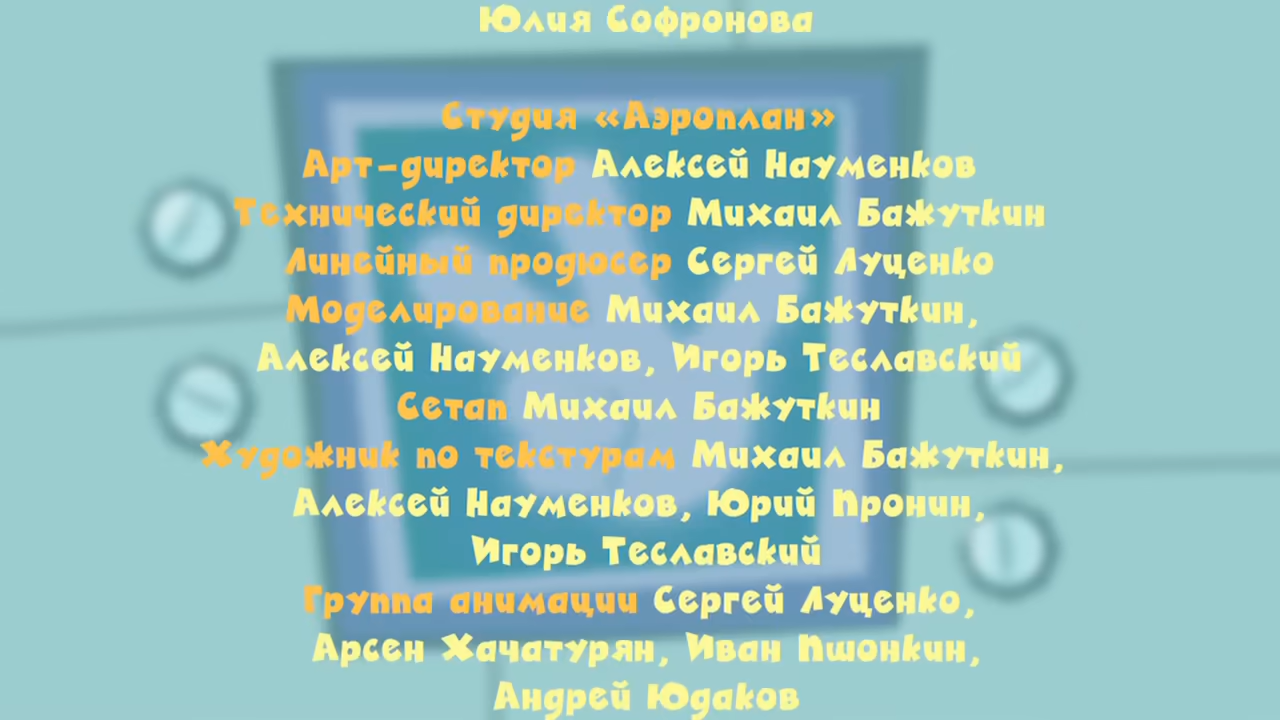 Юлия Софронова
Студия «Аэроплан»
Арт-директор Алексей Науменков
Технический директор Михаил Бажуткин
Линейный продюсер Сергей Луценко
Моделирование Михаил Бажуткин,
Алексей Науменков, Игорь Теславский
Сетап Михаил Бажуткин
Художник по текстурам Михаил Бажуткин,
Алексей Науменков, Юрий Пронин,
Игорь Теславский
Группа анимации Сергей Луценко,
Арсен Хачатурян, Иван Пшонкин,
Андрей Юдаков